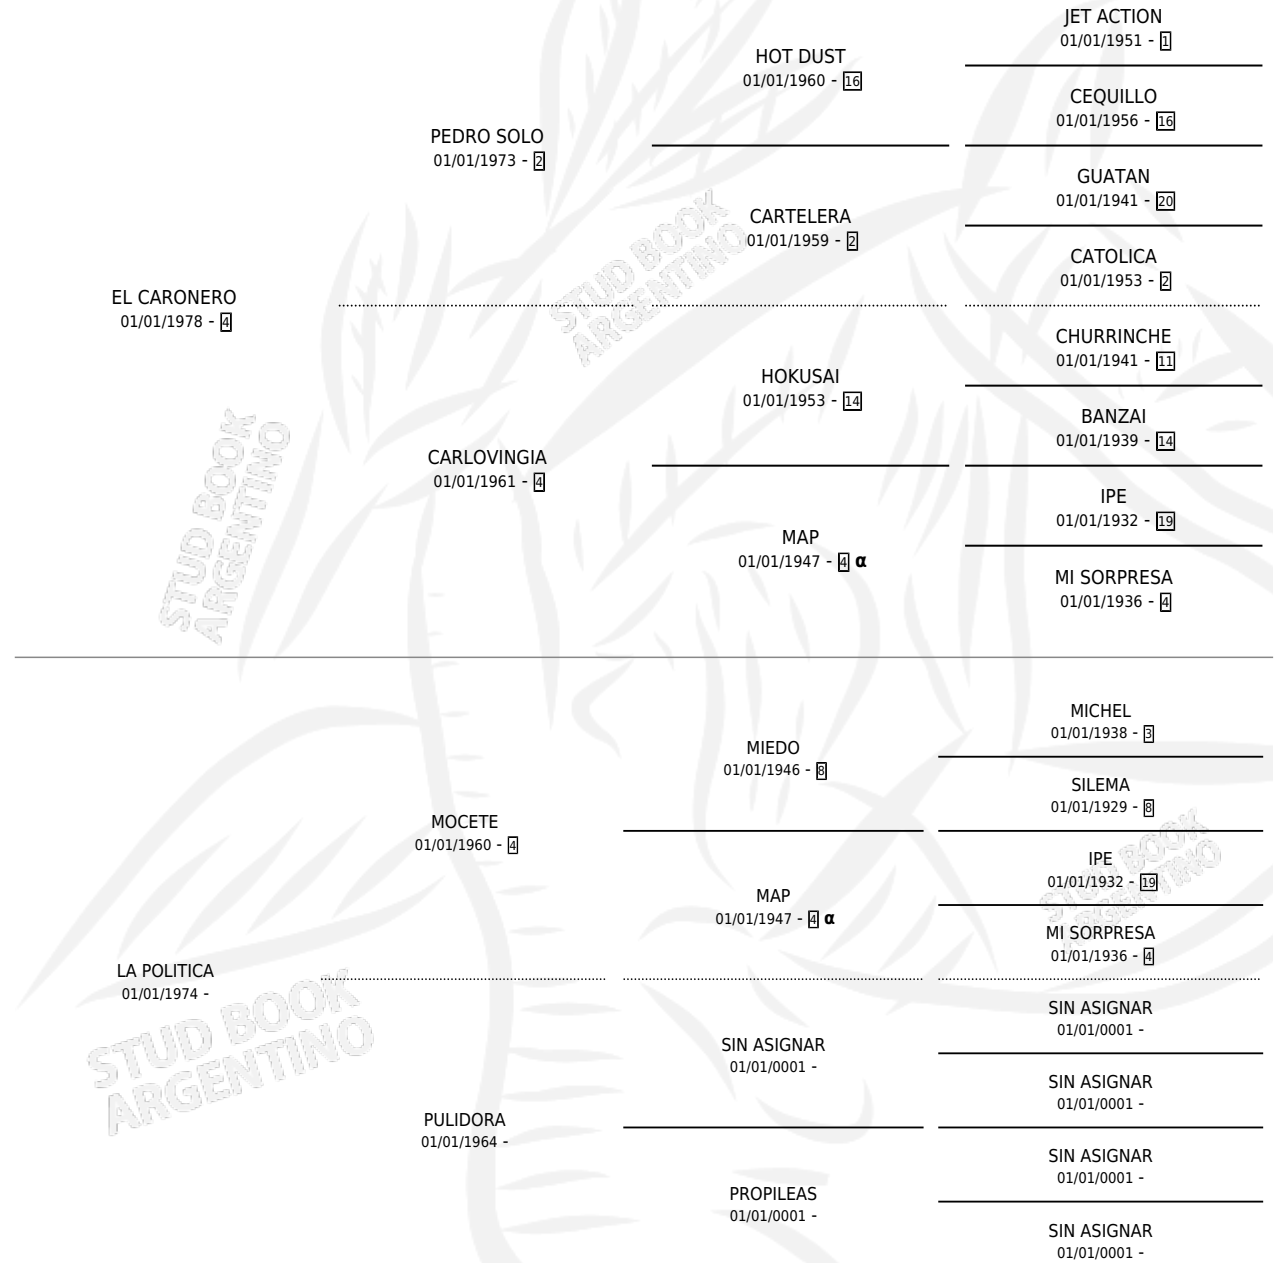 JET ACTION
01/01/1951 - 1
HOT DUST
01/01/1960 - 16
CEQUILLO
01/01/1956 - 16
PEDRO SOLO
01/01/1973 - 2
GUATAN
01/01/1941 - 20
CARTELERA
01/01/1959 - 2
CATOLICA
01/01/1953 - 2
EL CARONERO
01/01/1978 - 4
CHURRINCHE
01/01/1941 - 11
HOKUSAI
01/01/1953 - 14
BANZAI
01/01/1939 - 14
CARLOVINGIA
01/01/1961 - 4
IPE
01/01/1932 - 19
MAP
01/01/1947 - 4 α
MI SORPRESA
01/01/1936 - 4
STUD BOOK
ARGENTINO
STUD BOOK
ARGENTINO
MICHEL
01/01/1938 - 3
MIEDO
01/01/1946 - 8
SILEMA
01/01/1929 - 8
MOCETE
01/01/1960 - 4
IPE
01/01/1932 - 19
MAP
01/01/1947 - 4 α
MI SORPRESA
01/01/1936 - 4
LA POLITICA
01/01/1974 -
SIN ASIGNAR
01/01/0001 -
SIN ASIGNAR
01/01/0001 -
SIN ASIGNAR
01/01/0001 -
PULIDORA
01/01/1964 -
SIN ASIGNAR
01/01/0001 -
PROPILEAS
01/01/0001 -
SIN ASIGNAR
01/01/0001 -
STUD BOOK
ARGENTINO
STUD BOOK
ARGENTINO